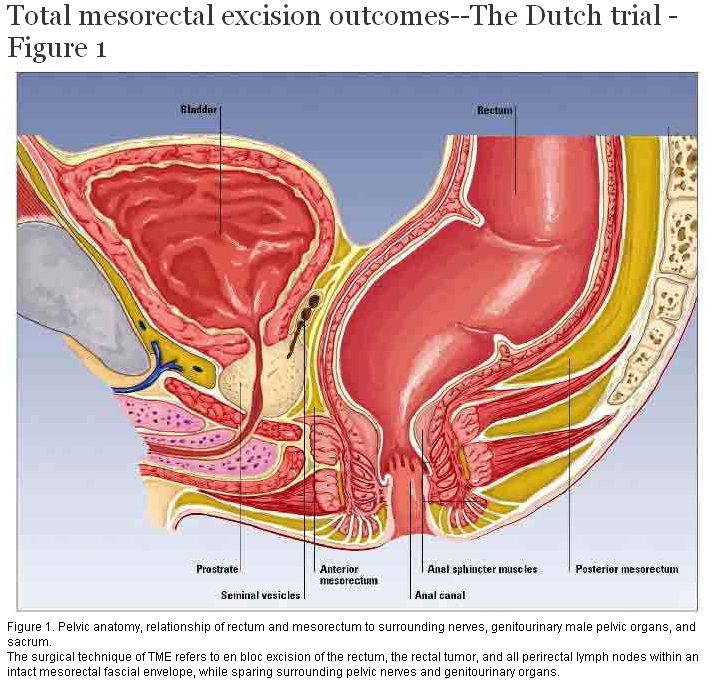 Total mesorectal excision outcomes--The Dutch trial -
Figure 1
Bladder
Rectum
Prostrate
Anterior
mesorectum
Anal sphincter muscles
Posterior mesorectum
Seminal vesicles
Anal canal
Figure 1. Pelvic anatomy, relationship of rectum and mesorectum to surrounding nerves, genitourinary male pelvic organs, and
sacrum.
The surgical technique of TME refers to en bloc excision of the rectum, the rectal tumor, and all perirectal lymph nodes within an
intact mesorectal fascial envelope, while sparing surrounding pelvic nerves and genitourinary organs.